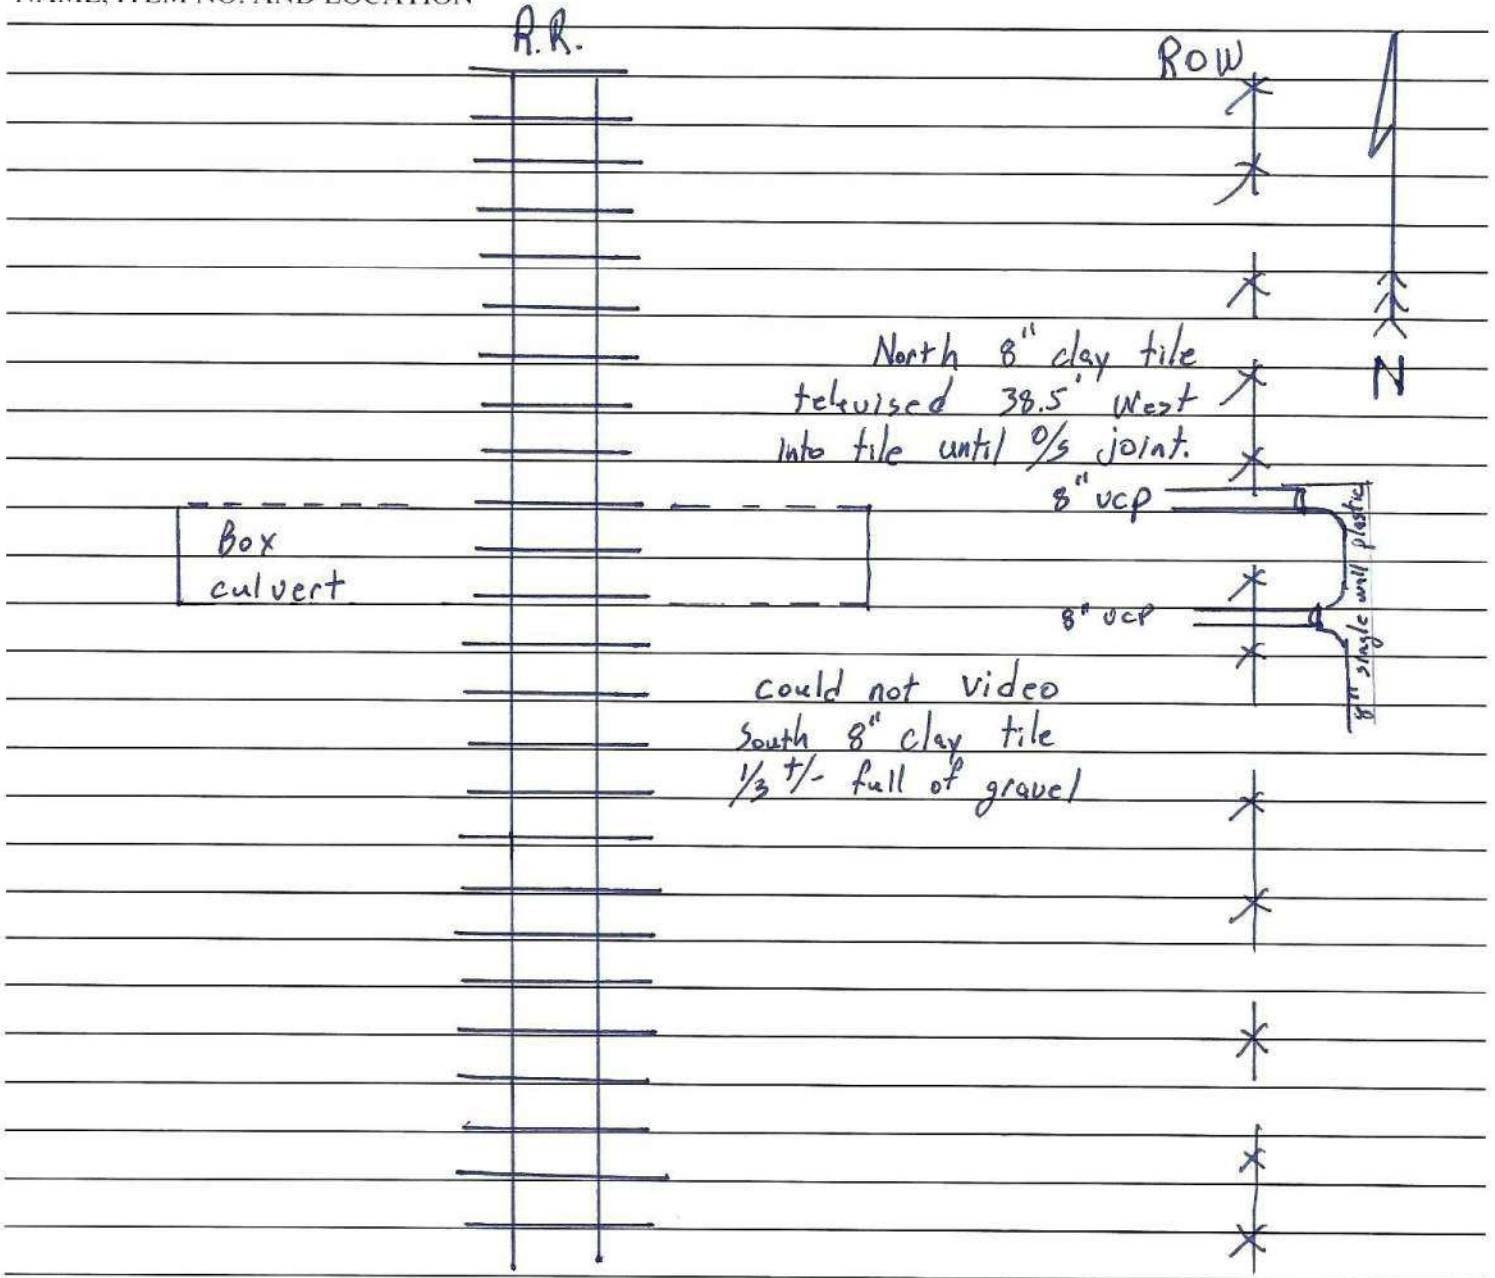 NAME, ITEM NO. AND LOCATION
R.R.
ROW
N
North 8" clay tile
televised 38.5' West
into tile until O/S joint.
8" VCP
8" single wall plastic
Box
culvert
8" VCP
could not video
South 8" clay tile
1/3 +/- full of gravel